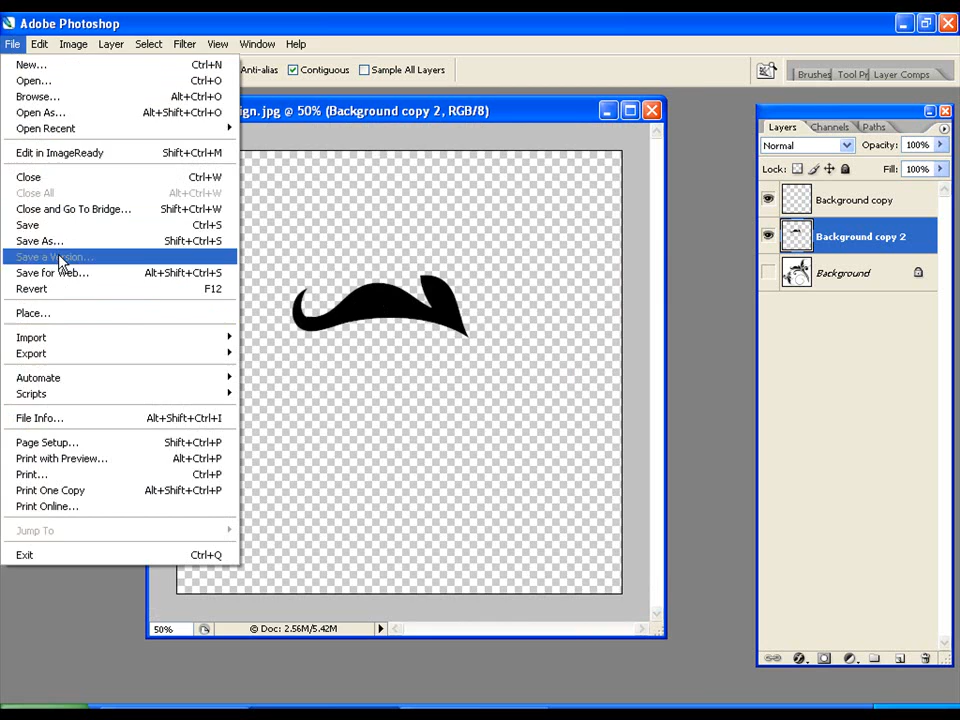 Adobe Photoshop
File Edit Image Layer Select Filter View Window Help
Anti-alias Contiguous Sample All Layers Brushes Tool Pr Layer Comps
New... Ctrl+N
Open... Ctrl+O
Browse... Alt+Ctrl+O
Open As... Alt+Shift+Ctrl+O
Open Recent
Edit in ImageReady Shift+Ctrl+M
Close Ctrl+W
Close All Alt+Ctrl+W
Close and Go To Bridge... Shift+Ctrl+W
Save Ctrl+S
Save As... Shift+Ctrl+S
Save a Version...
Save for Web... Alt+Shift+Ctrl+S
Revert F12
Place...
Import
Export
Automate
Scripts
File Info... Alt+Shift+Ctrl+I
Page Setup... Shift+Ctrl+P
Print with Preview... Alt+Ctrl+P
Print... Ctrl+P
Print One Copy Alt+Shift+Ctrl+P
Print Online...
Jump To
Exit Ctrl+Q
ign.jpg @ 50% (Background copy 2, RGB/8)
50% © Doc: 2.56M/5.42M
Layers Channels Paths
Normal Opacity: 100%
Lock: Fill: 100%
Background copy
Background copy 2
Background